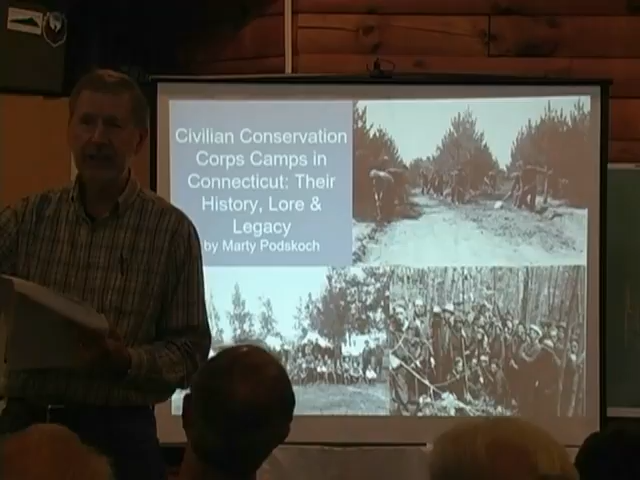 Civilian Conservation
Corps Camps in
Connecticut: Their
History, Lore &
Legacy
by Marty Podskoch